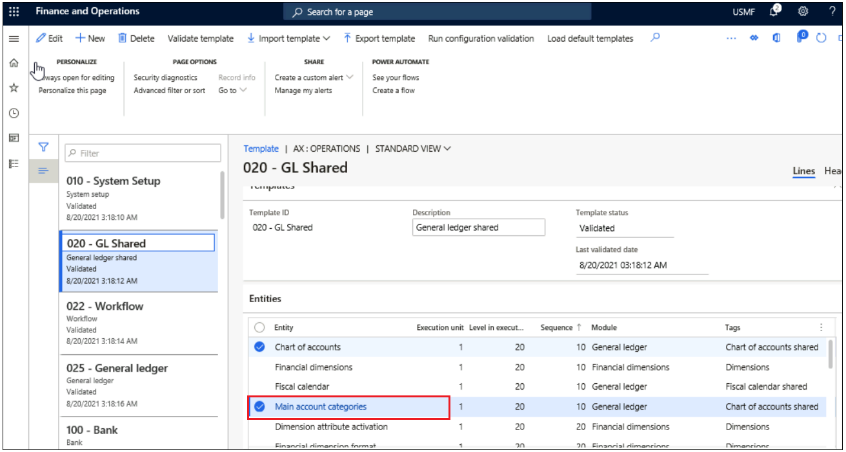 Finance and Operations
Search for a page
USMF
?
Edit
New
Delete
Validate template
Import template
Export template
Run configuration validation
Load default templates
PERSONALIZE
Always open for editing
Personalize this page
PAGE OPTIONS
Security diagnostics
Record info
Advanced filter or sort
Go to
SHARE
Create a custom alert
Manage my alerts
POWER AUTOMATE
See your flows
Create a flow
Filter
010 - System Setup
System setup
Validated
8/20/2021 3:18:10 AM
020 - GL Shared
General ledger shared
Validated
8/20/2021 3:18:12 AM
022 - Workflow
Workflow
Validated
8/20/2021 3:18:14 AM
025 - General ledger
General ledger
Validated
8/20/2021 3:18:16 AM
100 - Bank
Bank
Template | AX : OPERATIONS | STANDARD VIEW
020 - GL Shared
Lines Hea
Templates
Template ID
020 - GL Shared
Description
General ledger shared
Template status
Validated
Last validated date
8/20/2021 03:18:12 AM
Entities
Entity Execution unit Level in execut... Sequence Module Tags
Chart of accounts 1 20 10 General ledger Chart of accounts shared
Financial dimensions 1 20 10 Financial dimensions Dimensions
Fiscal calendar 1 20 10 General ledger Fiscal calendar shared
Main account categories 1 20 10 General ledger Chart of accounts shared
Dimension attribute activation 1 20 20 Financial dimensions Dimensions
Financial dimension format 1 20 20 Financial dimensions Dimensions